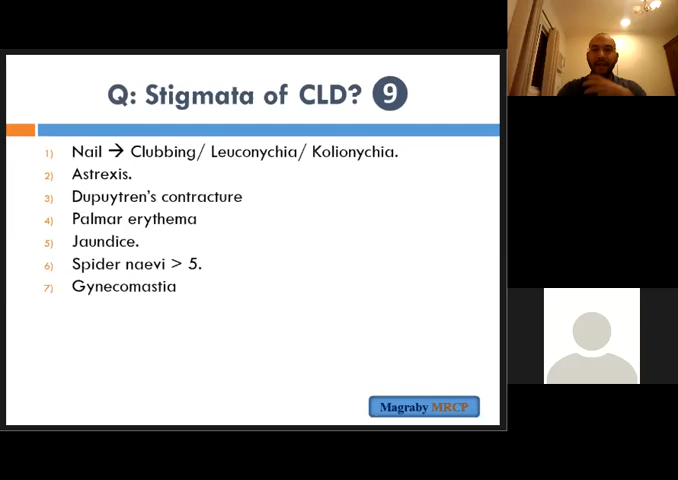 Q: Stigmata of CLD? 9
1) Nail → Clubbing/ Leuconychia/ Kolionychia.
2) Astrexis.
3) Dupuytren's contracture
4) Palmar erythema
5) Jaundice.
6) Spider naevi > 5.
7) Gynecomastia
Magraby MRCP